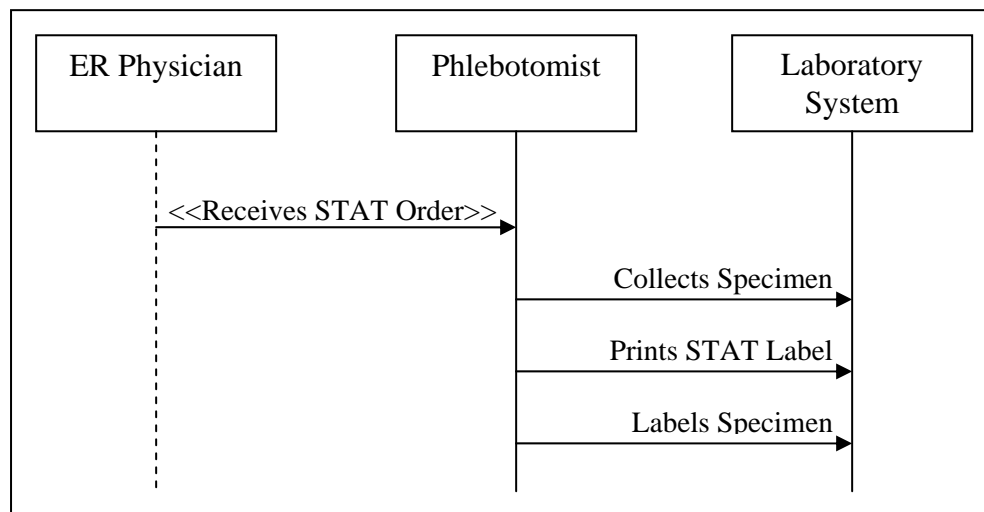 ER Physician
Phlebotomist
Laboratory
System
<<Receives STAT Order>>
Collects Specimen
Prints STAT Label
Labels Specimen